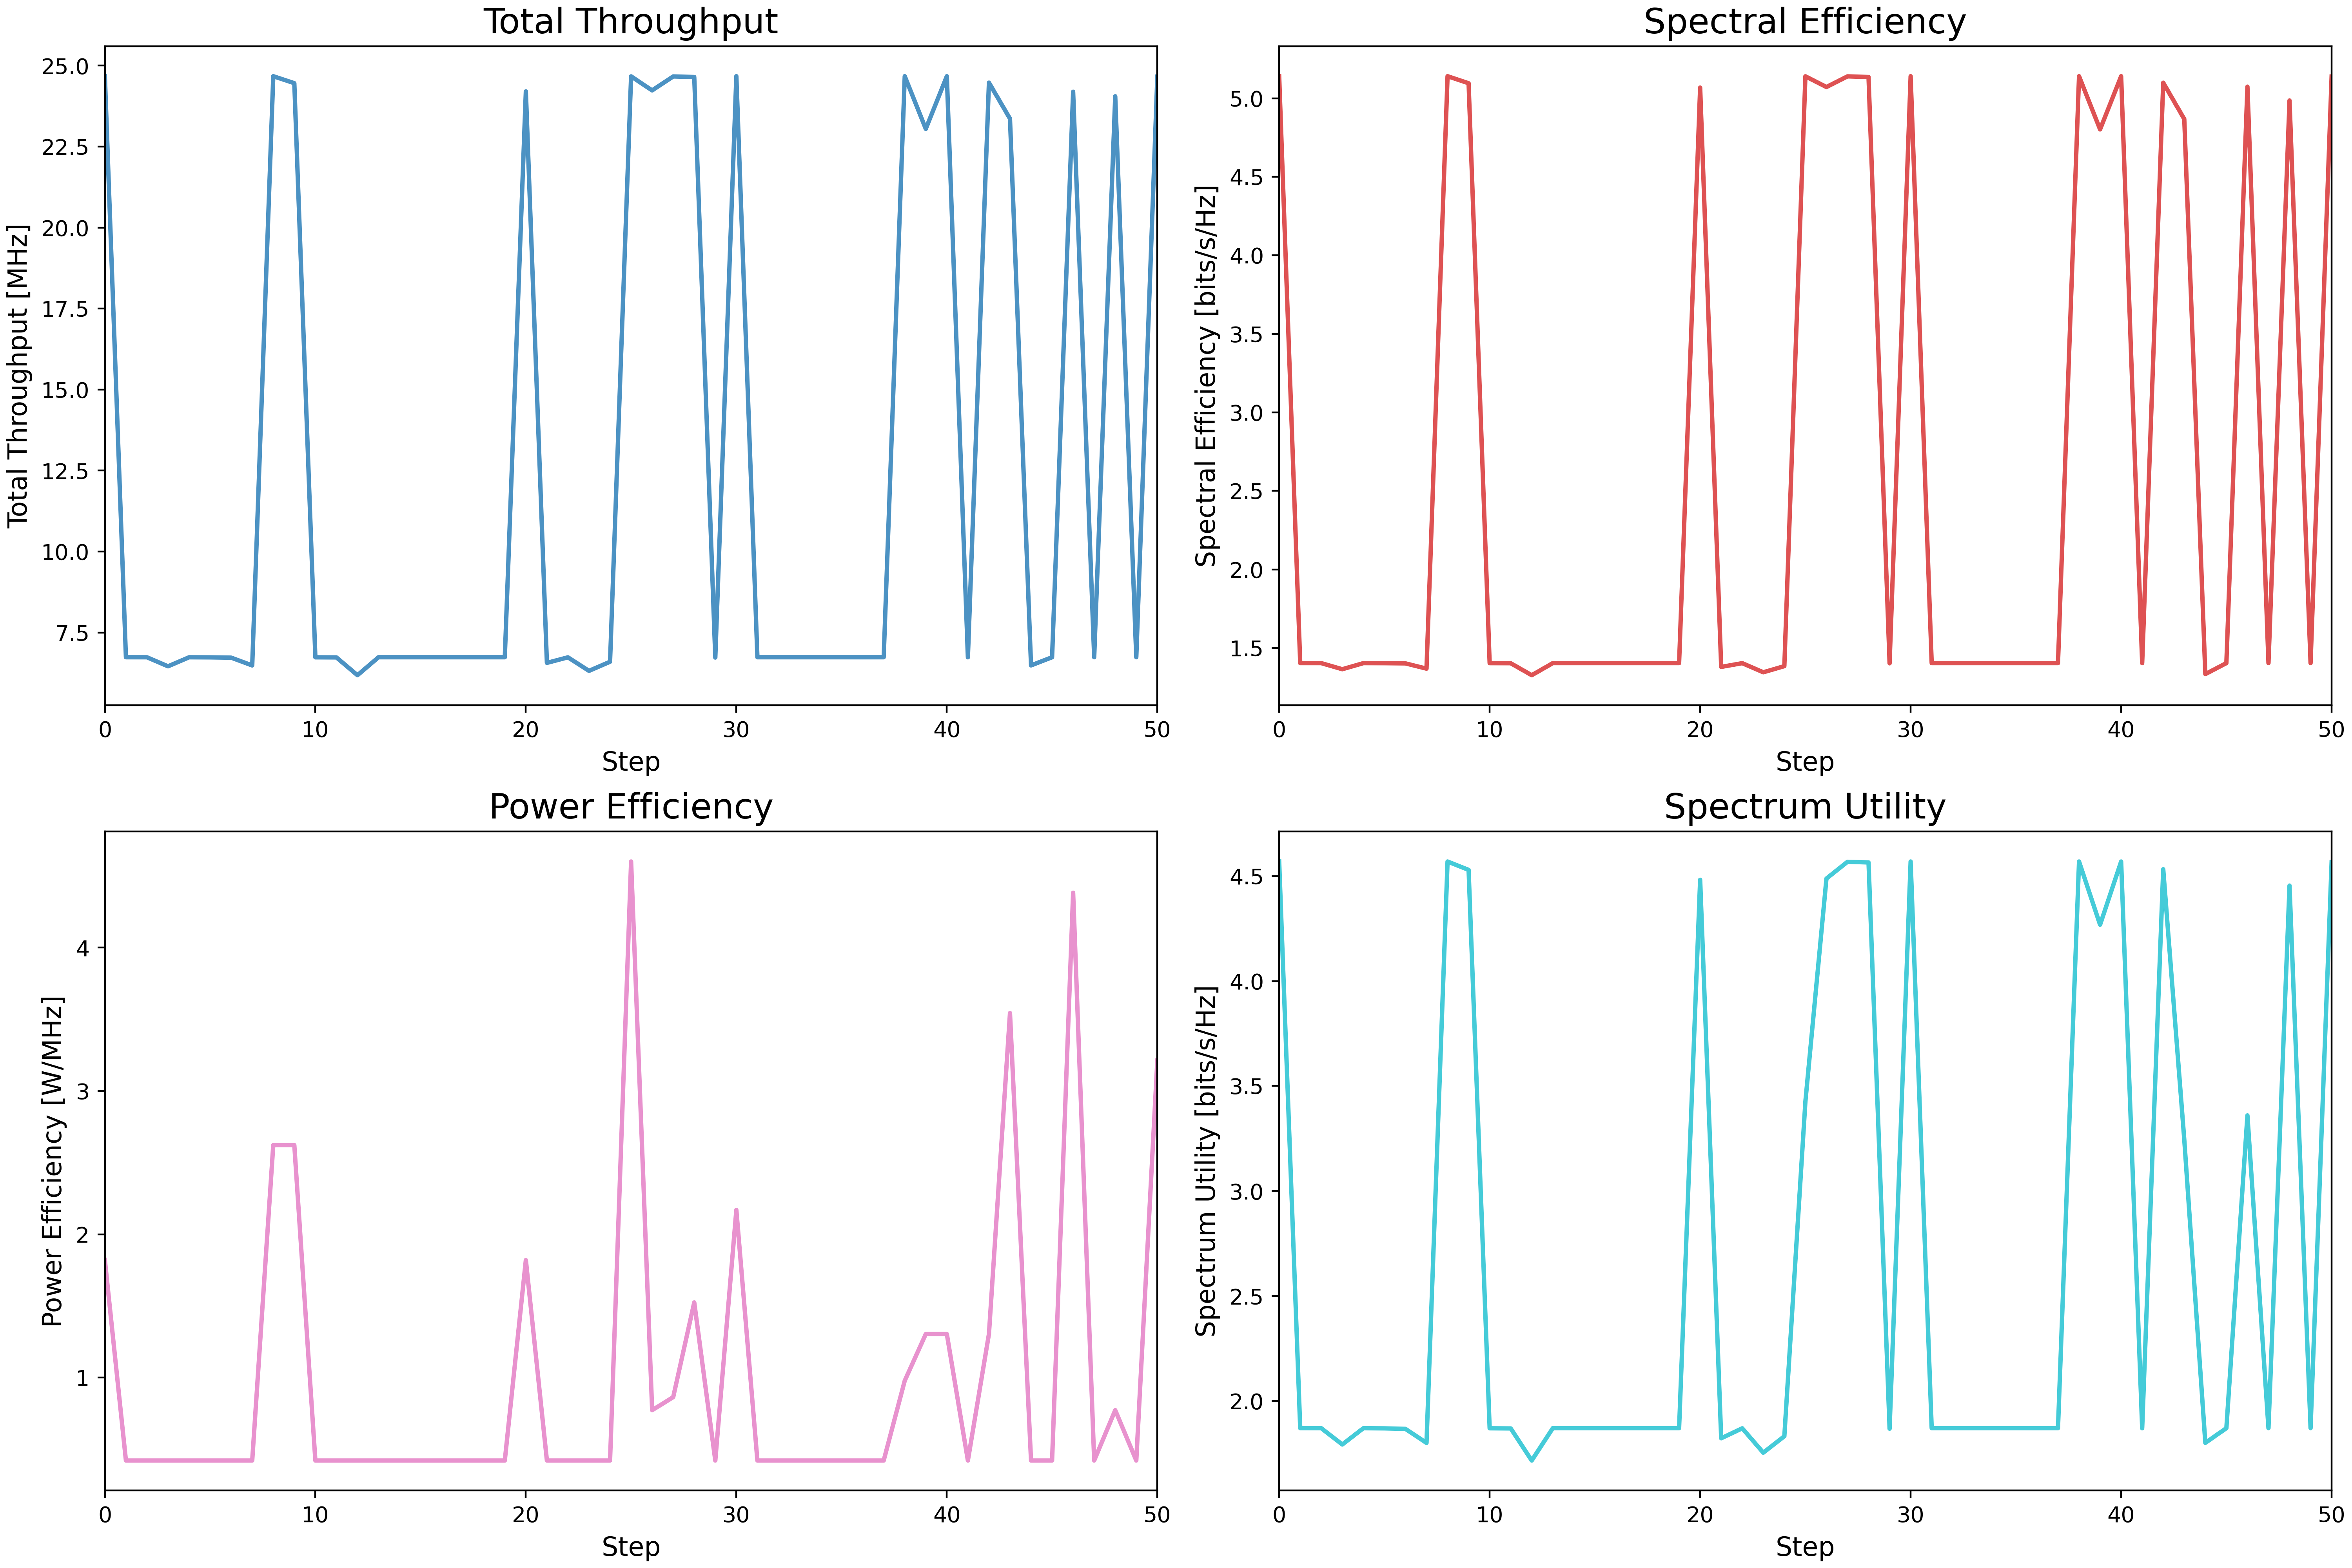 Total Throughput
Total Throughput [MHz]
25.0
22.5
20.0
17.5
15.0
12.5
10.0
7.5
0 10 20 30 40 50
Step
Spectral Efficiency
Spectral Efficiency [bits/s/Hz]
5.0
4.5
4.0
3.5
3.0
2.5
2.0
1.5
0 10 20 30 40 50
Step
Power Efficiency
Power Efficiency [W/MHz]
4
3
2
1
0 10 20 30 40 50
Step
Spectrum Utility
Spectrum Utility [bits/s/Hz]
4.5
4.0
3.5
3.0
2.5
2.0
0 10 20 30 40 50
Step